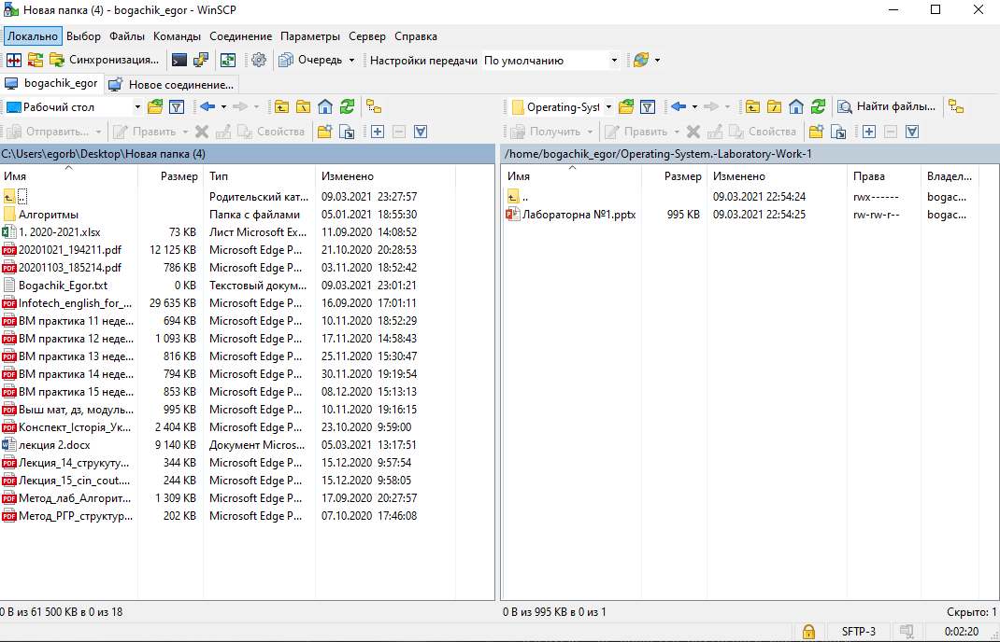 Новая папка (4) - bogachik_egor - WinSCP
Локально Выбор Файлы Команды Соединение Параметры Сервер Справка
Синхронизация... Очередь Настройки передачи По умолчанию
bogachik_egor Новое соединение...
Рабочий стол Operating-Syst Найти файлы...
Отправить... Править Свойства Получить Править Свойства
C:\Users\egorb\Desktop\Новая папка (4) /home/bogachik_egor/Operating-System.-Laboratory-Work-1
Имя Размер Тип Изменено Имя Размер Изменено Права Владел...
.. Родительский кат... 09.03.2021 23:27:57 .. 09.03.2021 22:54:24 rwx------ bogac...
Алгоритмы Папка с файлами 05.01.2021 18:55:30 Лабораторна №1.pptx 995 KB 09.03.2021 22:54:25 rw-rw-r-- bogac...
1. 2020-2021.xlsx 73 KB Лист Microsoft Ex... 11.09.2020 14:08:52
20201021_194211.pdf 12 125 KB Microsoft Edge P... 21.10.2020 20:28:53
20201103_185214.pdf 786 KB Microsoft Edge P... 03.11.2020 18:52:42
Bogachik_Egor.txt 0 KB Текстовый докум... 09.03.2021 23:01:21
Infotech_english_for_... 29 635 KB Microsoft Edge P... 16.09.2020 17:01:11
ВМ практика 11 неде... 694 KB Microsoft Edge P... 10.11.2020 18:52:29
ВМ практика 12 неде... 1 093 KB Microsoft Edge P... 17.11.2020 14:58:43
ВМ практика 13 неде... 816 KB Microsoft Edge P... 25.11.2020 15:30:47
ВМ практика 14 неде... 794 KB Microsoft Edge P... 30.11.2020 19:19:54
ВМ практика 15 неде... 853 KB Microsoft Edge P... 08.12.2020 15:13:13
Выш мат, дз, модуль... 995 KB Microsoft Edge P... 10.11.2020 19:16:15
Конспект_Історія_Ук... 2 404 KB Microsoft Edge P... 23.10.2020 9:59:00
лекция 2.docx 9 140 KB Документ Micros... 05.03.2021 13:17:51
Лекция_14_струкуту... 344 KB Microsoft Edge P... 15.12.2020 9:57:54
Лекция_15_cin_cout.... 244 KB Microsoft Edge P... 15.12.2020 9:58:05
Метод_лаб_Алгорит... 1 309 KB Microsoft Edge P... 17.09.2020 20:27:57
Метод_РГР_структур... 202 KB Microsoft Edge P... 07.10.2020 17:46:08
0 B из 61 500 KB в 0 из 18 0 B из 995 KB в 0 из 1 Скрыто: 1
SFTP-3 0:02:20